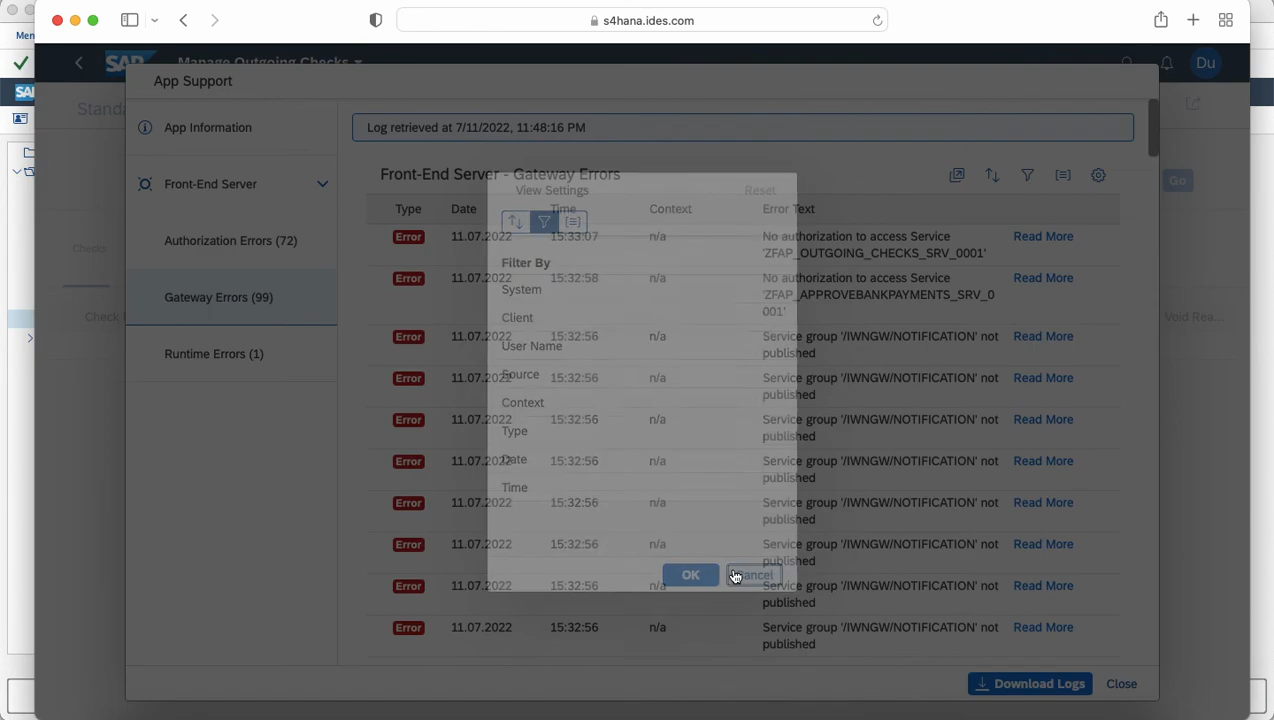 s4hana.ides.com
Men
SAP
Manage Outgoing Checks
Du
SAP
Standa
App Support
App Information
Front-End Server
Authorization Errors (72)
Gateway Errors (99)
Runtime Errors (1)
Checks
Check
Go
Void Rea...
Log retrieved at 7/11/2022, 11:48:16 PM
Front-End Server - Gateway Errors
Type Date Time Context Error Text
Error 11.07.2022 15:33:07 n/a No authorization to access Service Read More
'ZFAP_OUTGOING_CHECKS_SRV_0001'
Error 11.07.2022 15:32:58 n/a No authorization to access Service Read More
'ZFAP_APPROVEBANKPAYMENTS_SRV_0
001'
Error 11.07.2022 15:32:56 n/a Service group '/IWNGW/NOTIFICATION' not Read More
published
Error 11.07.2022 15:32:56 n/a Service group '/IWNGW/NOTIFICATION' not Read More
published
Error 11.07.2022 15:32:56 n/a Service group '/IWNGW/NOTIFICATION' not Read More
published
Error 11.07.2022 15:32:56 n/a Service group '/IWNGW/NOTIFICATION' not Read More
published
Error 11.07.2022 15:32:56 n/a Service group '/IWNGW/NOTIFICATION' not Read More
published
Error 11.07.2022 15:32:56 n/a Service group '/IWNGW/NOTIFICATION' not Read More
published
Error 11.07.2022 15:32:56 n/a Service group '/IWNGW/NOTIFICATION' not Read More
published
Error 11.07.2022 15:32:56 n/a Service group '/IWNGW/NOTIFICATION' not Read More
published
View Settings
Reset
Filter By
System
Client
User Name
Source
Context
Type
Date
Time
OK
Cancel
Download Logs
Close